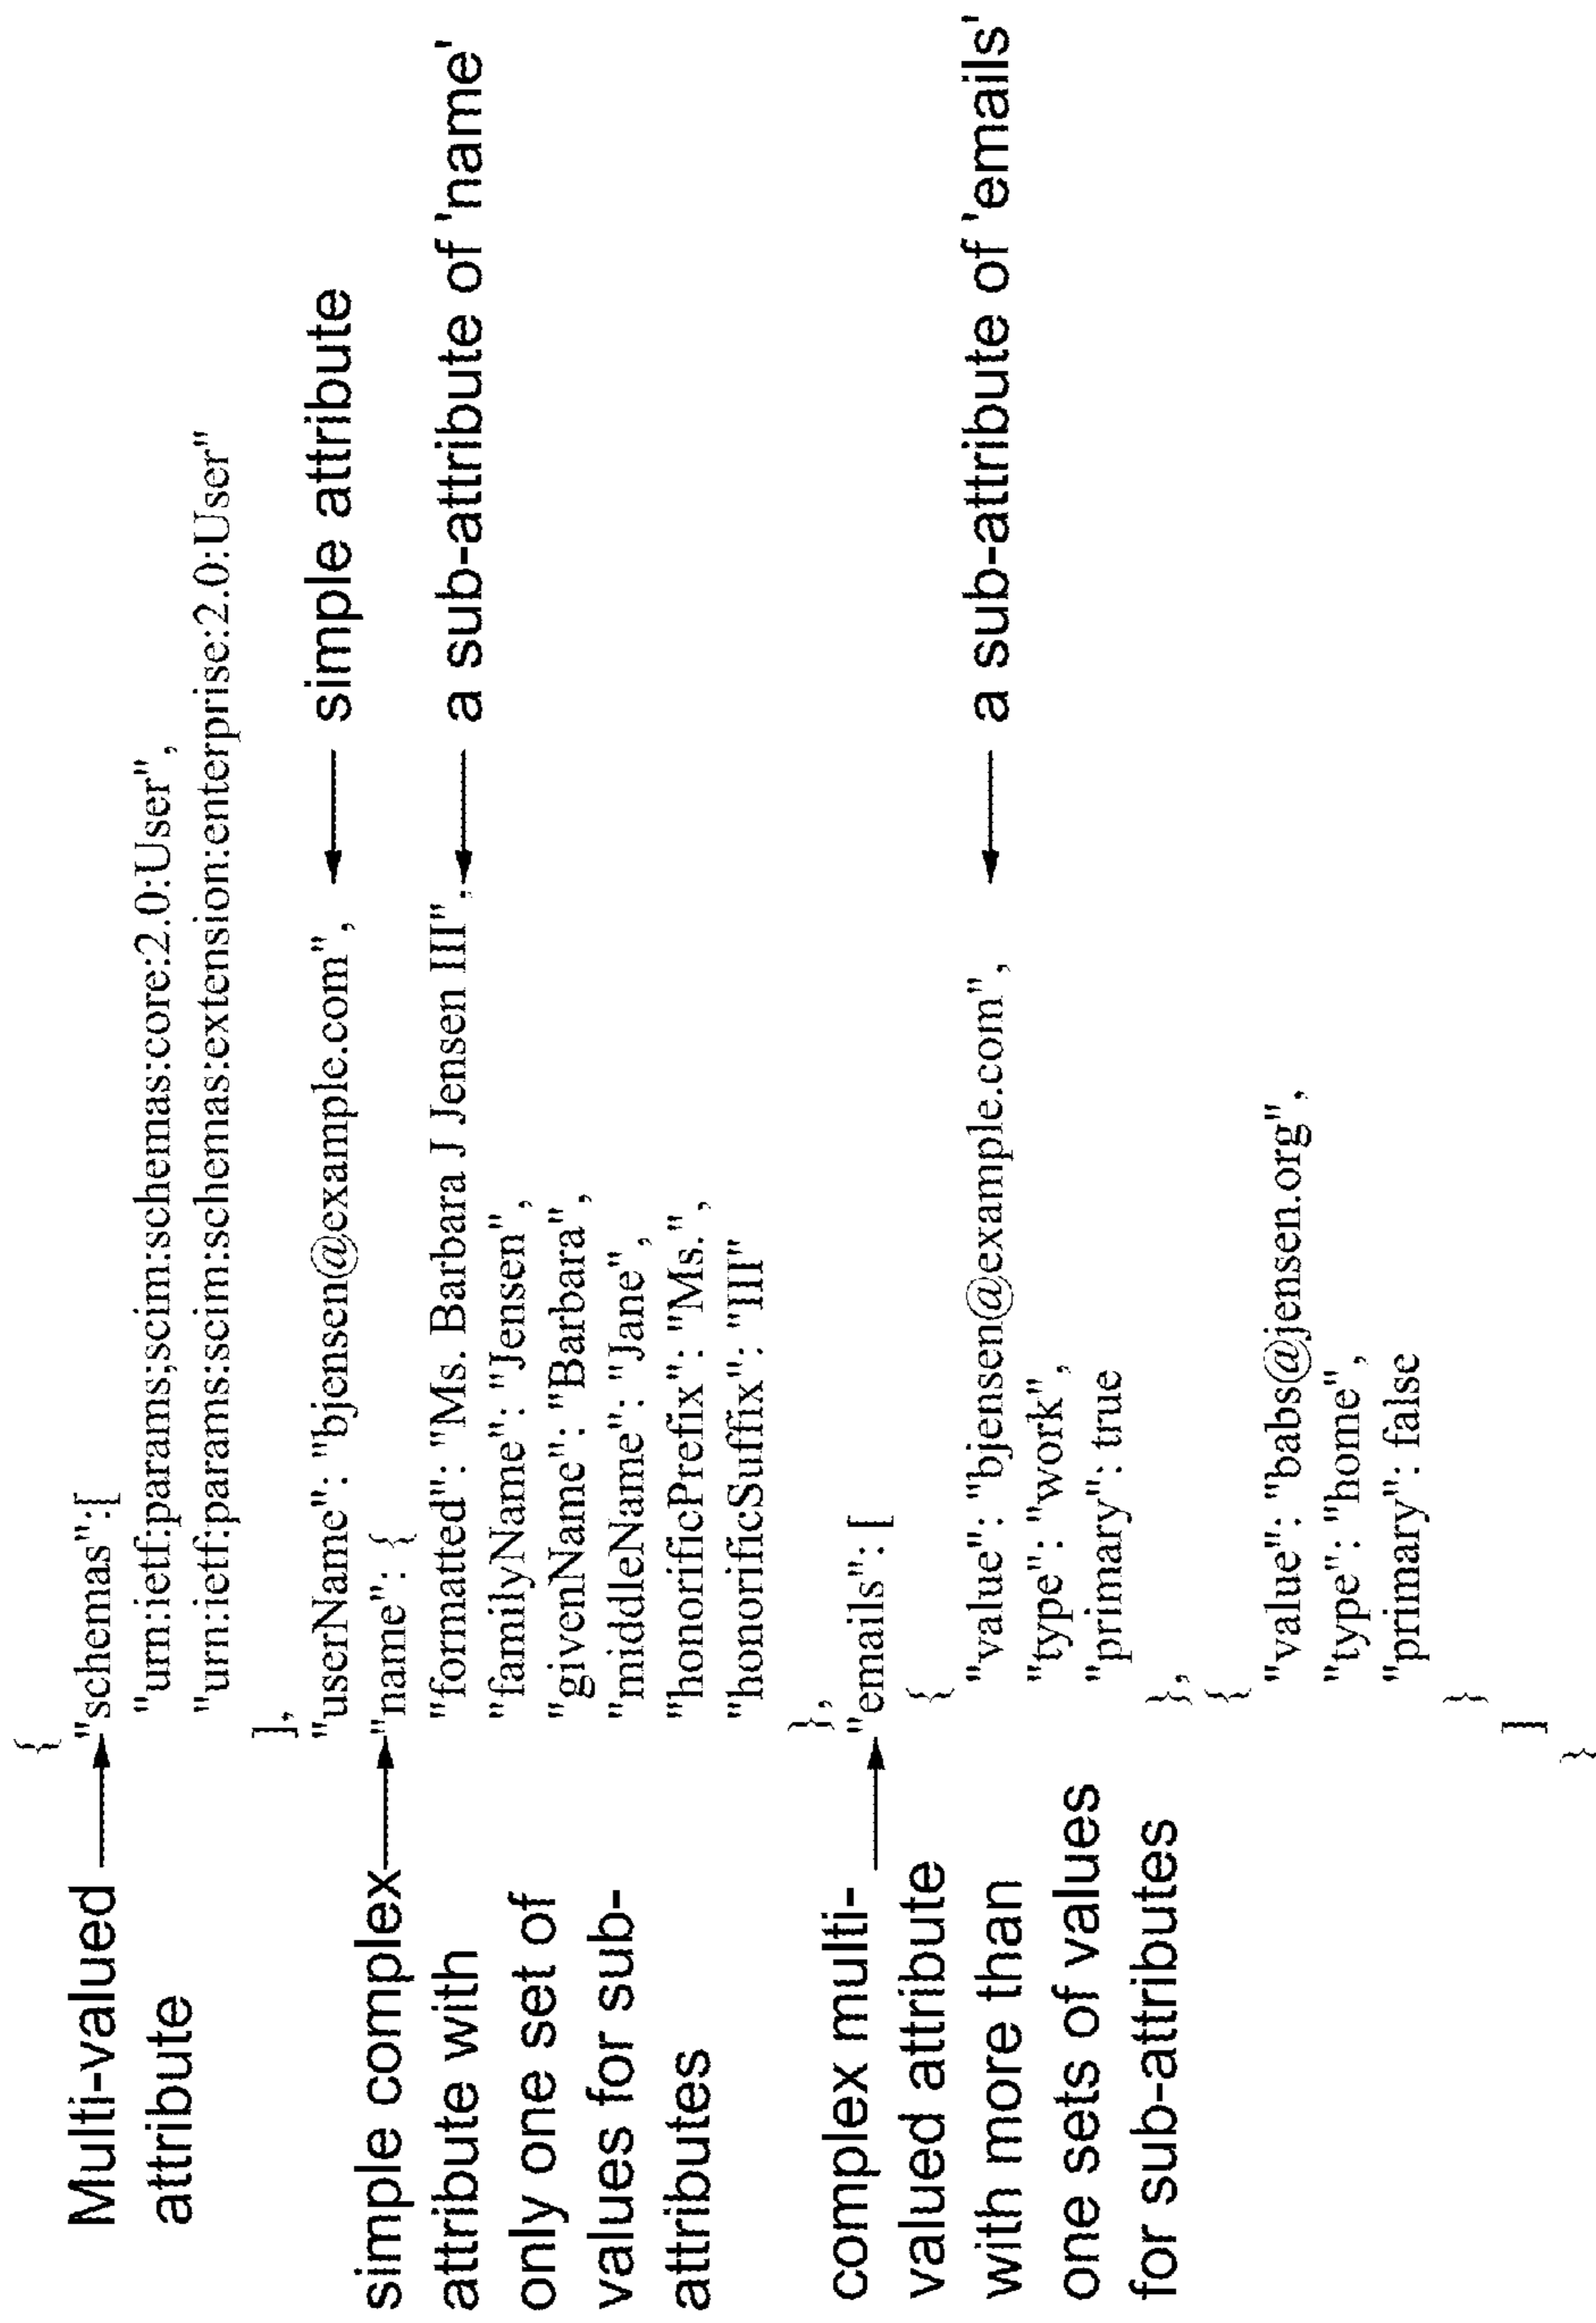 Multi-valued
attribute
{
"schemas":[
"urn:ietf:params;scim:schemas:core:2.0:User",
"urn:ietf:params:scim:schemas:extension:enterprise:2.0:User"
],
"userName": "bjensen@example.com",
simple attribute
simple complex
attribute with
only one set of
values for sub-
attributes
"name": {
"formatted": "Ms. Barbara J Jensen III",
a sub-attribute of 'name'
"familyName": "Jensen",
"givenName": "Barbara",
"middleName": "Jane",
"honorificPrefix": "Ms.",
"honorificSuffix": "III"
},
complex multi-
valued attribute
with more than
one sets of values
for sub-attributes
"emails": [
{
"value": "bjensen@example.com",
a sub-attribute of 'emails'
"type": "work",
"primary": true
},
{
"value": "babs@jensen.org",
"type": "home",
"primary": false
}
]
}